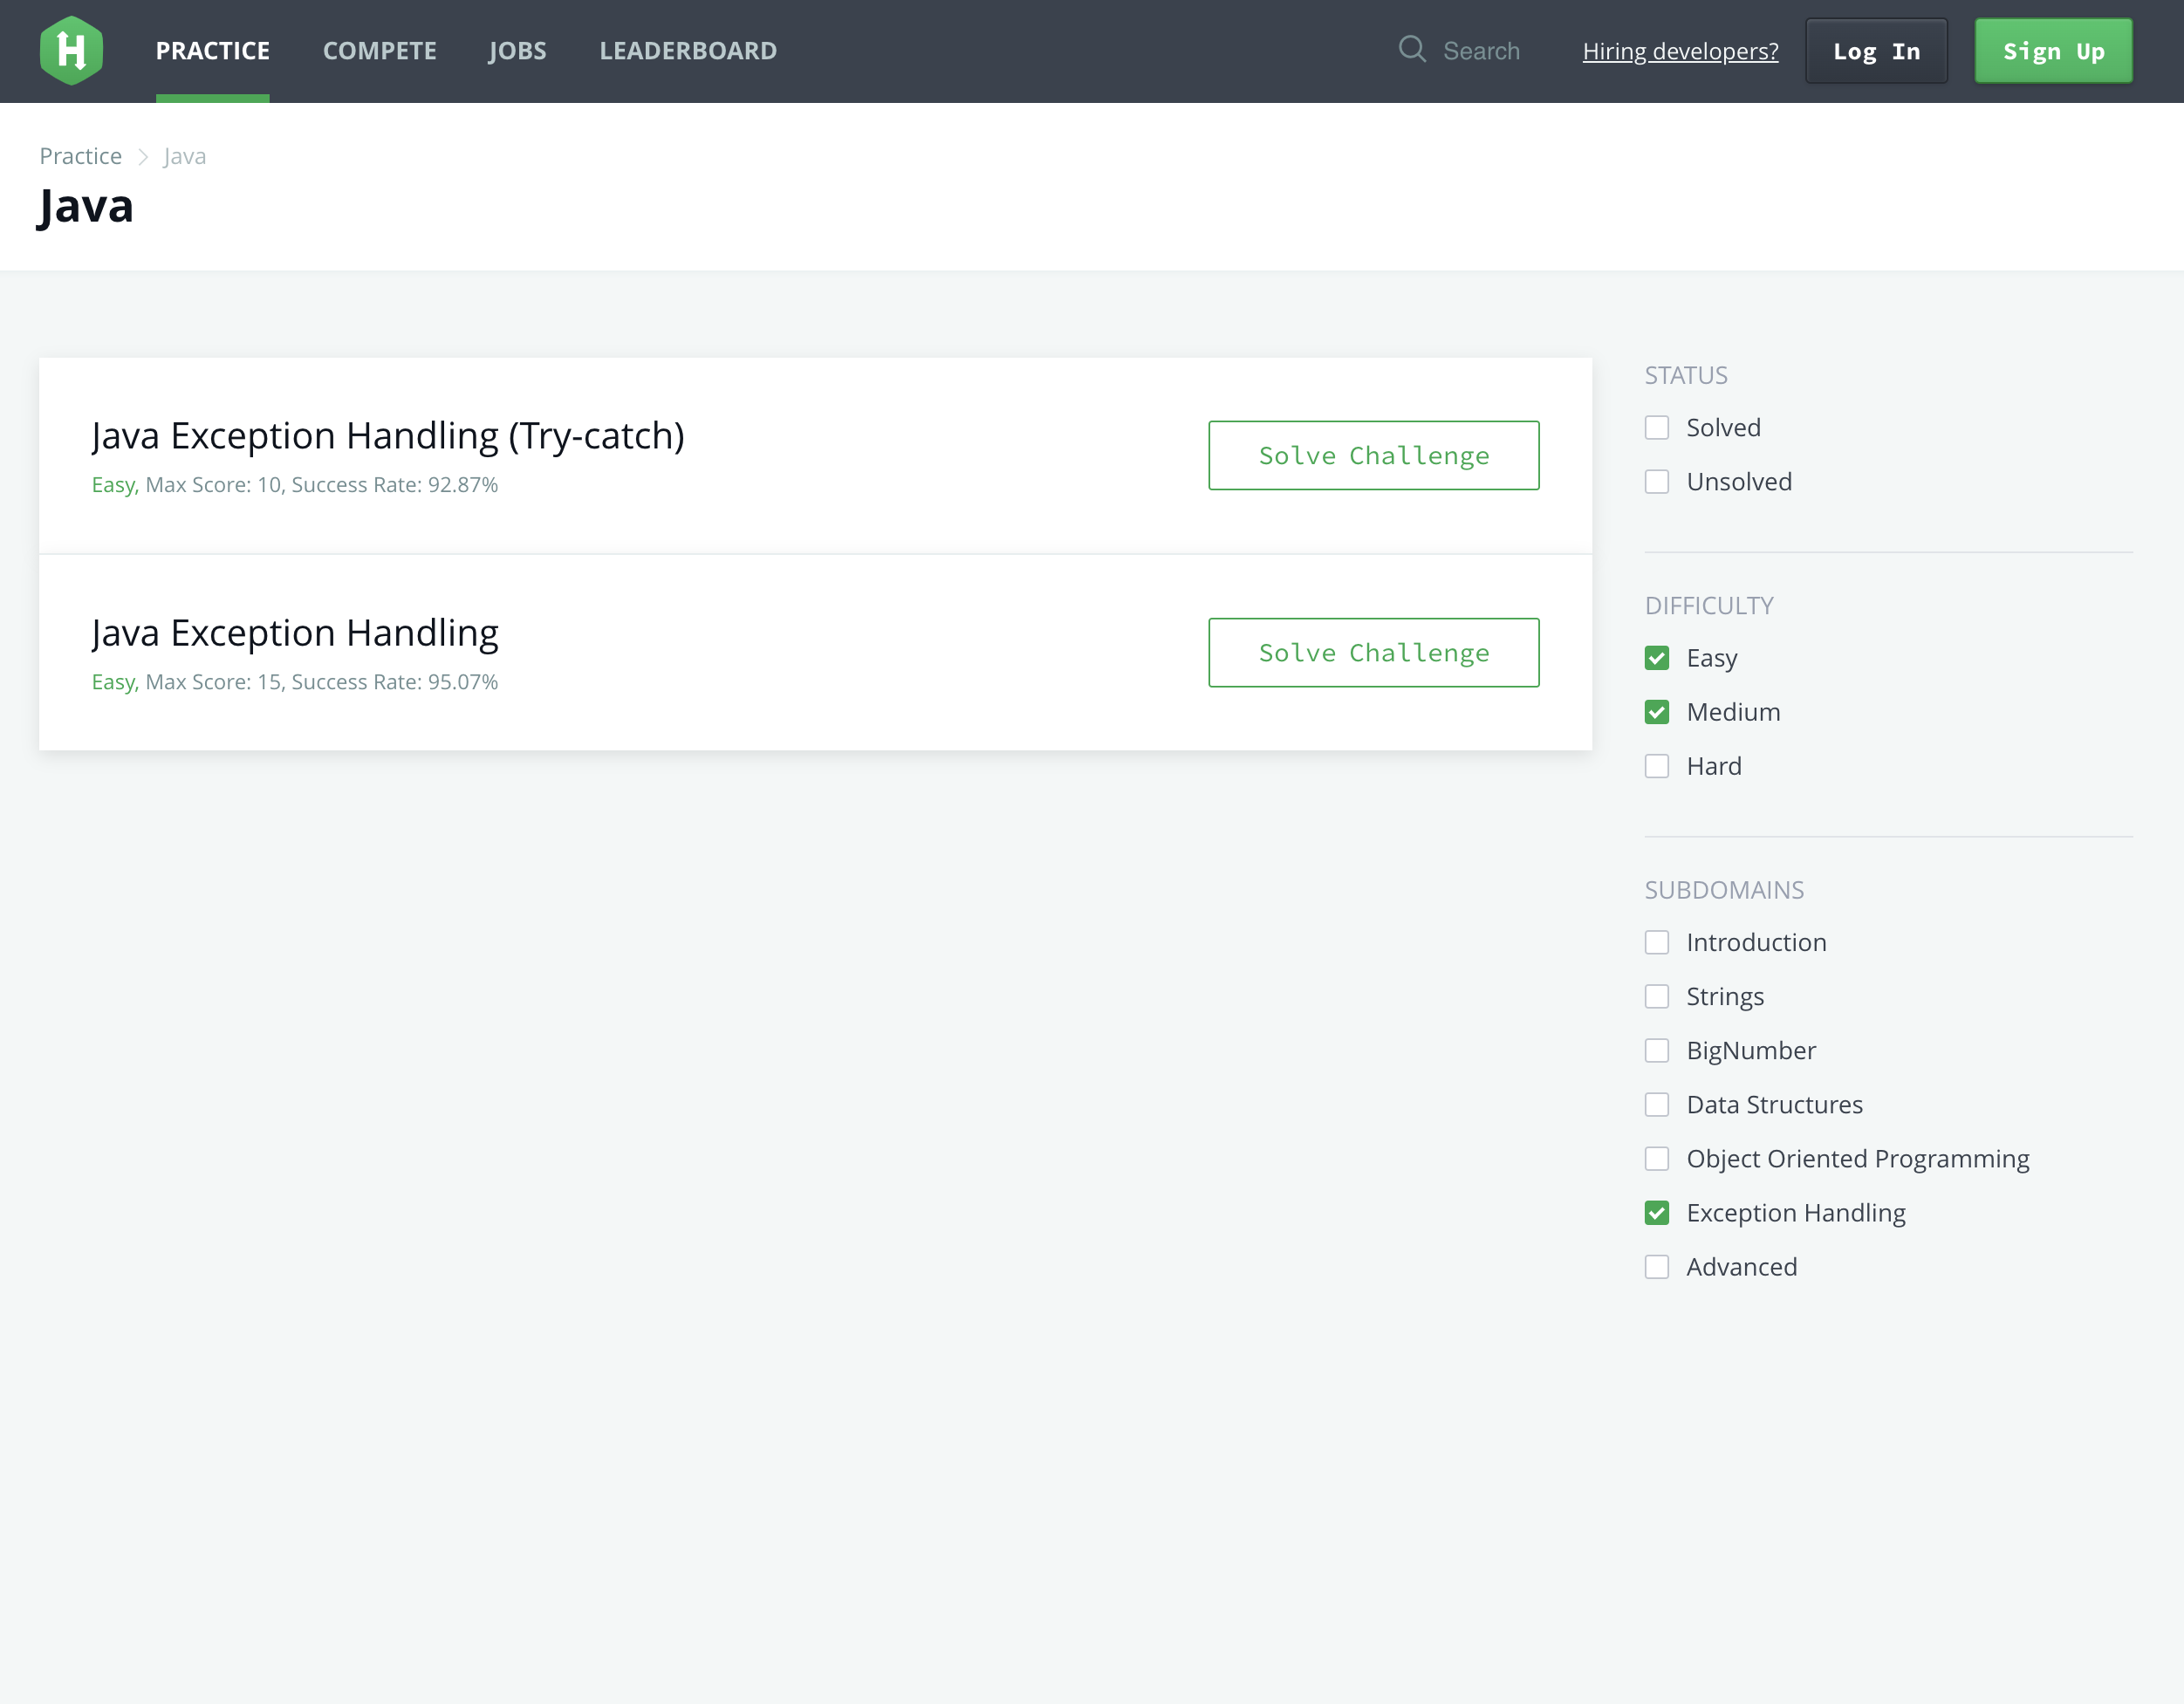 PRACTICE COMPETE JOBS LEADERBOARD Search Hiring developers? Log In Sign Up
Practice > Java
Java
Java Exception Handling (Try-catch)
Easy, Max Score: 10, Success Rate: 92.87%
Solve Challenge
Java Exception Handling
Easy, Max Score: 15, Success Rate: 95.07%
Solve Challenge
STATUS
Solved
Unsolved
DIFFICULTY
Easy
Medium
Hard
SUBDOMAINS
Introduction
Strings
BigNumber
Data Structures
Object Oriented Programming
Exception Handling
Advanced